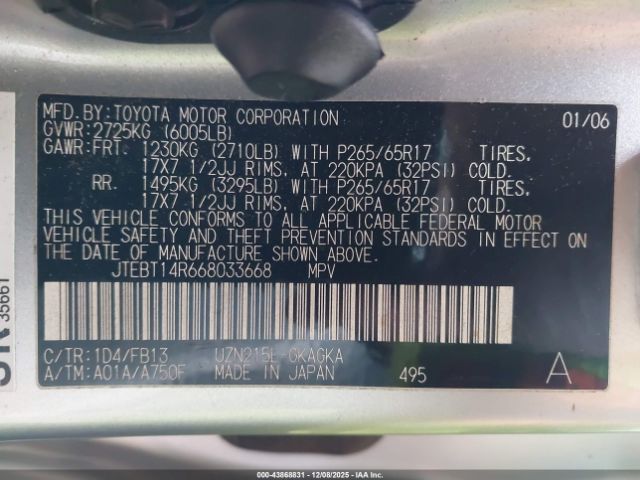 MFD.BY:TOYOTA MOTOR CORPORATION 01/06
GVWR:2725KG (6005LB)
GAWR:FRT. 1230KG (2710LB) WITH P265/65R17 TIRES.
17X7 1/2JJ RIMS, AT 220KPA (32PSI) COLD.
RR. 1495KG (3295LB) WITH P265/65R17 TIRES.
17X7 1/2JJ RIMS, AT 220KPA (32PSI) COLD.
THIS VEHICLE CONFORMS TO ALL APPLICABLE FEDERAL MOTOR
VEHICLE SAFETY AND THEFT PREVENTION STANDARDS IN EFFECT ON
THE DATE OF MANUFACTURE SHOWN ABOVE.
JTEBT14R668033668 MPV
C/TR:1D4/FB13 UZN215L-GKAGKA
A/TM:A01A/A750F MADE IN JAPAN 495 A
35661
000-43868831 - 12/08/2025 - IAA Inc.